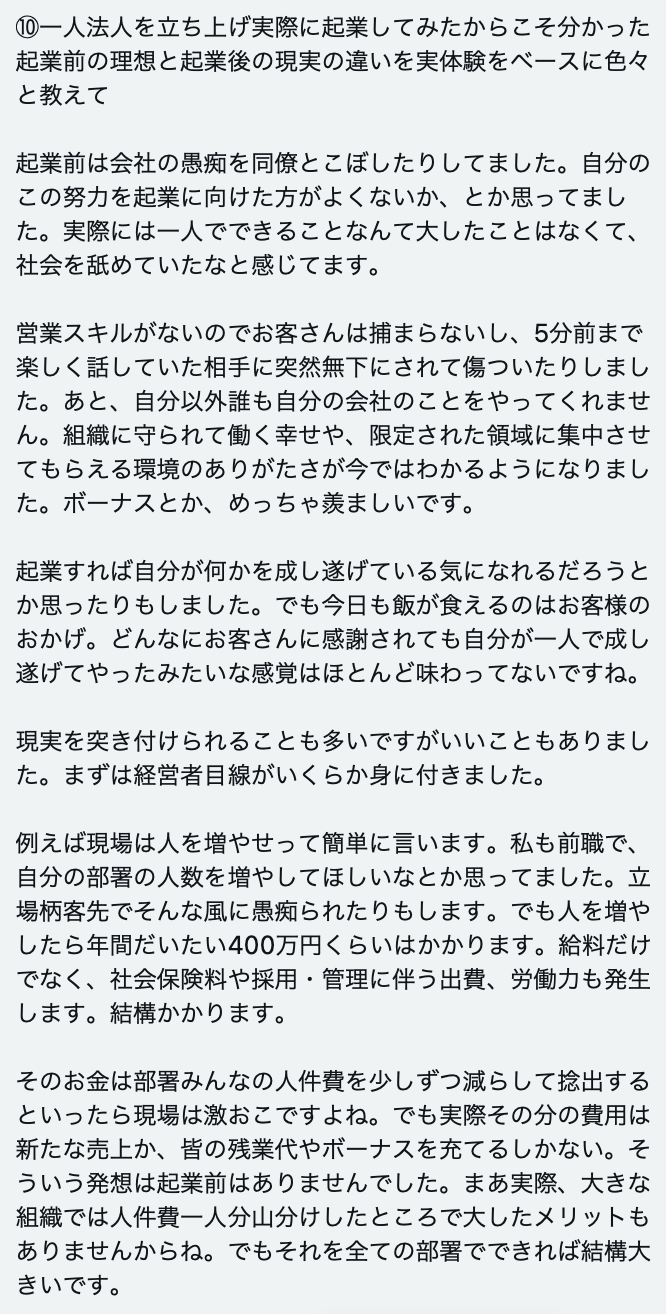 ⑩一人法人を立ち上げ実際に起業してみたからこそ分かった
起業前の理想と起業後の現実の違いを実体験をベースに色々
と教えて
起業前は会社の愚痴を同僚とこぼしたりしてました。自分の
この努力を起業に向けた方がよくないか、とか思ってまし
た。実際には一人でできることなんて大したことはなくて、
社会を舐めていたなと感じてます。
営業スキルがないのでお客さんは捕まらないし、5分前まで
楽しく話していた相手に突然無下にされて傷ついたりしまし
た。あと、自分以外誰も自分の会社のことをやってくれませ
ん。組織に守られて働く幸せや、限定された領域に集中させ
てもらえる環境のありがたさが今ではわかるようになりまし
た。ボーナスとか、めっちゃ羨ましいです。
起業すれば自分が何かを成し遂げている気になれるだろうと
か思ったりもしました。でも今日も飯が食えるのはお客様の
おかげ。どんなにお客さんに感謝されても自分が一人で成し
遂げてやったみたいな感覚はほとんど味わってないですね。
現実を突き付けられることも多いですがいいこともありまし
た。まずは経営者目線がいくらか身に付きました。
例えば現場は人を増やせって簡単に言います。私も前職で、
自分の部署の人数を増やしてほしいなとか思ってました。立
場柄客先でそんな風に愚痴られたりもします。でも人を増や
したら年間だいたい400万円くらいはかかります。給料だけ
でなく、社会保険料や採用・管理に伴う出費、労働力も発生
します。結構かかります。
そのお金は部署みんなの人件費を少しずつ減らして捻出する
といったら現場は激おこですよね。でも実際その分の費用は
新たな売上か、皆の残業代やボーナスを充てるしかない。そ
ういう発想は起業前はありませんでした。まあ実際、大きな
組織では人件費一人分山分けしたところで大したメリットも
ありませんからね。でもそれを全ての部署でできれば結構大
きいです。